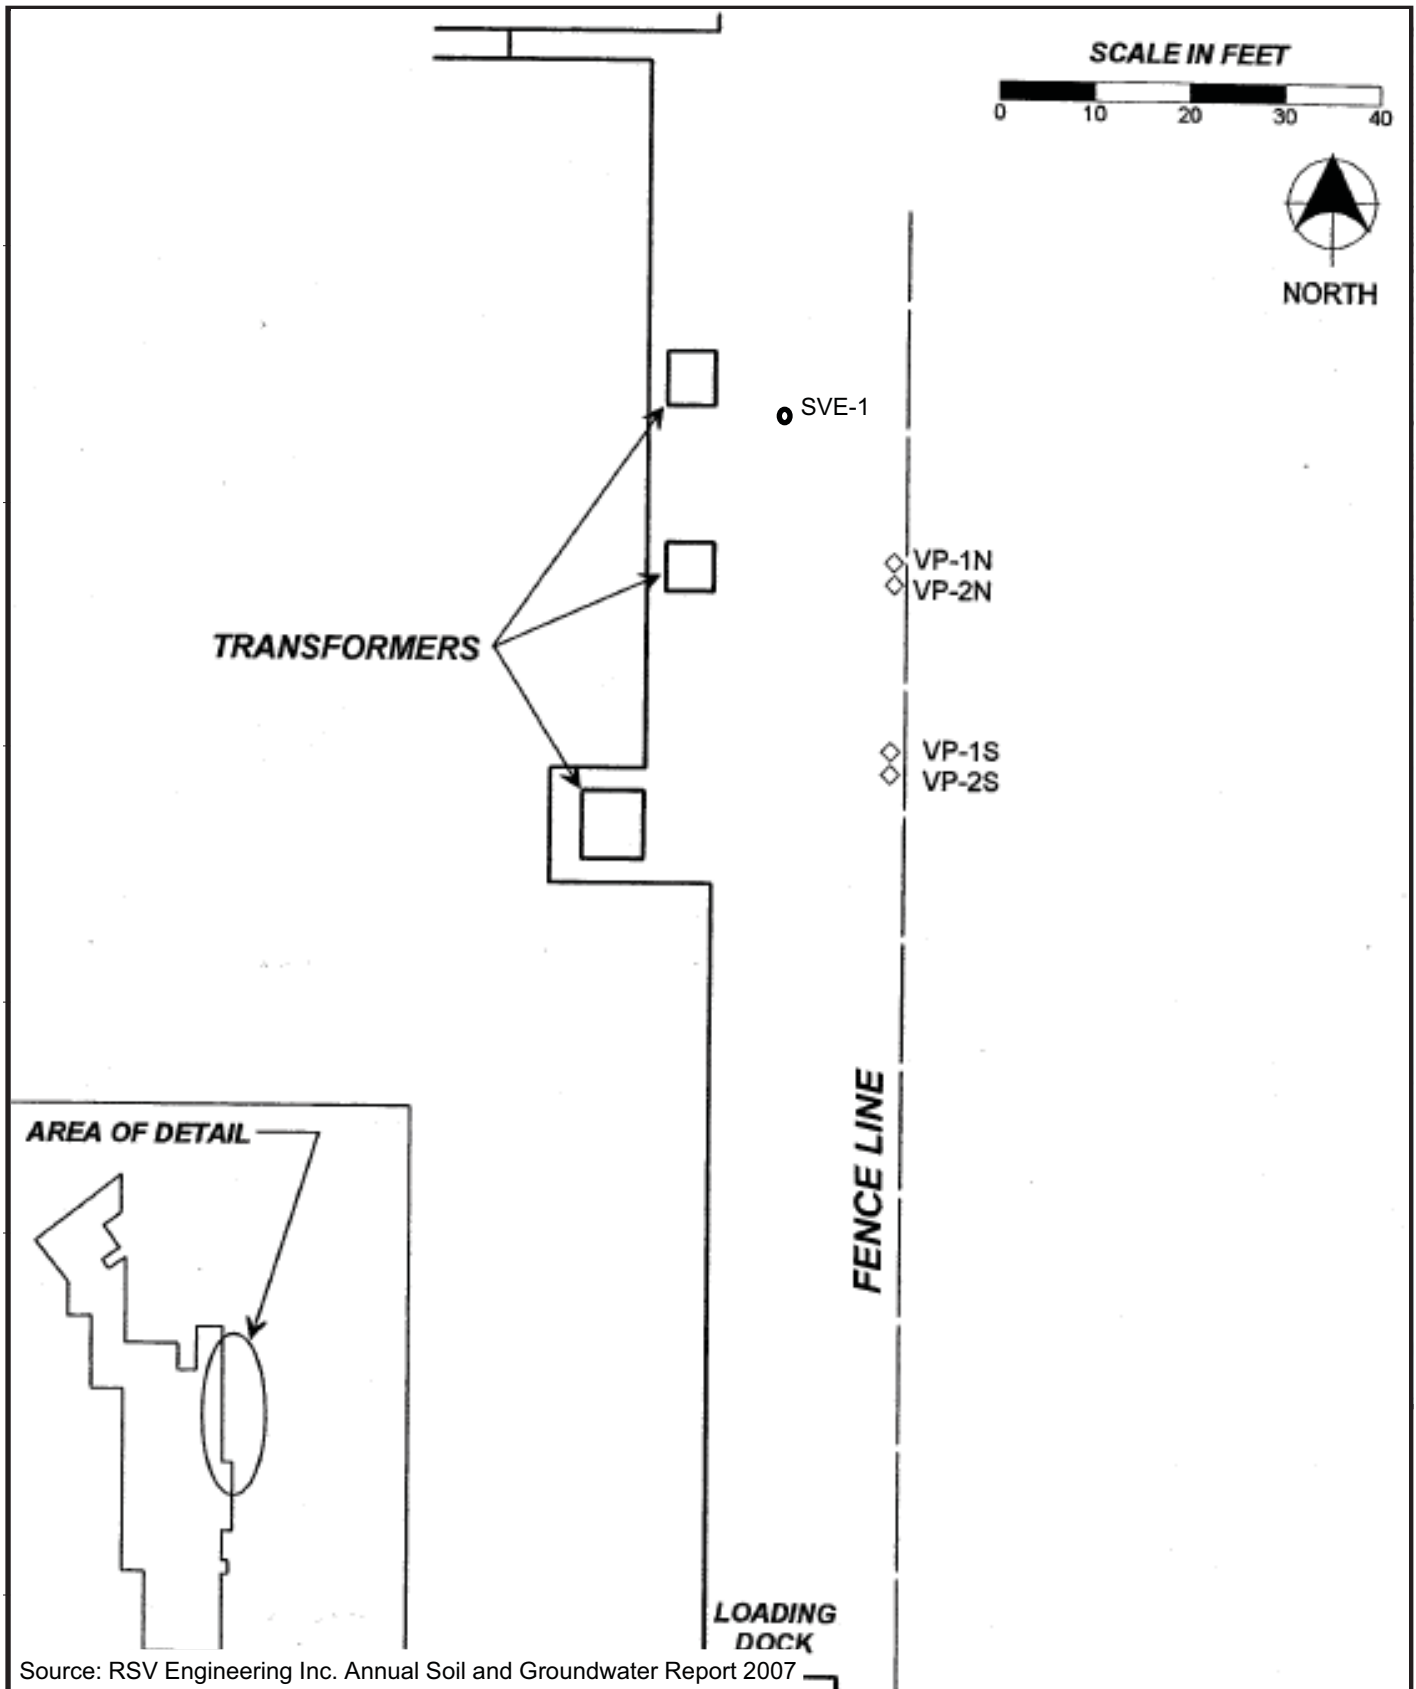 SCALE IN FEET
0 10 20 30 40
NORTH
SVE-1
VP-1N
VP-2N
TRANSFORMERS
VP-1S
VP-2S
FENCE LINE
AREA OF DETAIL
LOADING
DOCK
Source: RSV Engineering Inc. Annual Soil and Groundwater Report 2007